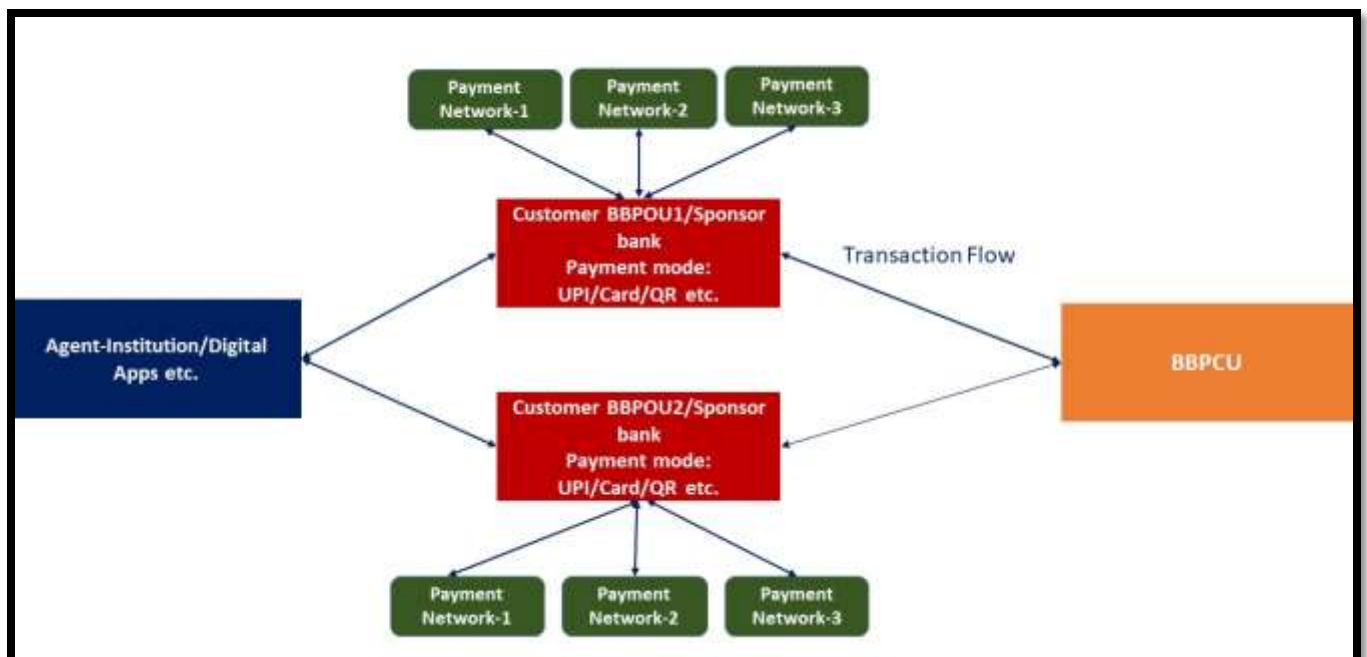 Payment
Network-1
Payment
Network-2
Payment
Network-3
Customer BBPOU1/Sponsor
bank
Payment mode:
UPI/Card/QR etc.
Transaction Flow
Agent-Institution/Digital
Apps etc.
BBPCU
Customer BBPOU2/Sponsor
bank
Payment mode:
UPI/Card/QR etc.
Payment
Network-1
Payment
Network-2
Payment
Network-3